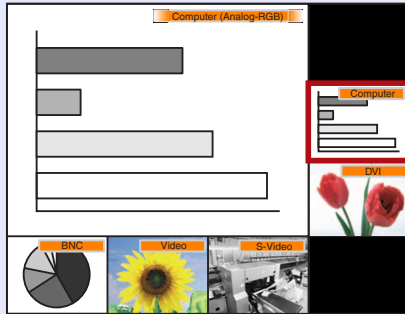 Computer (Analog-RGB)
Computer
DVI
BNC
Video
S-Video